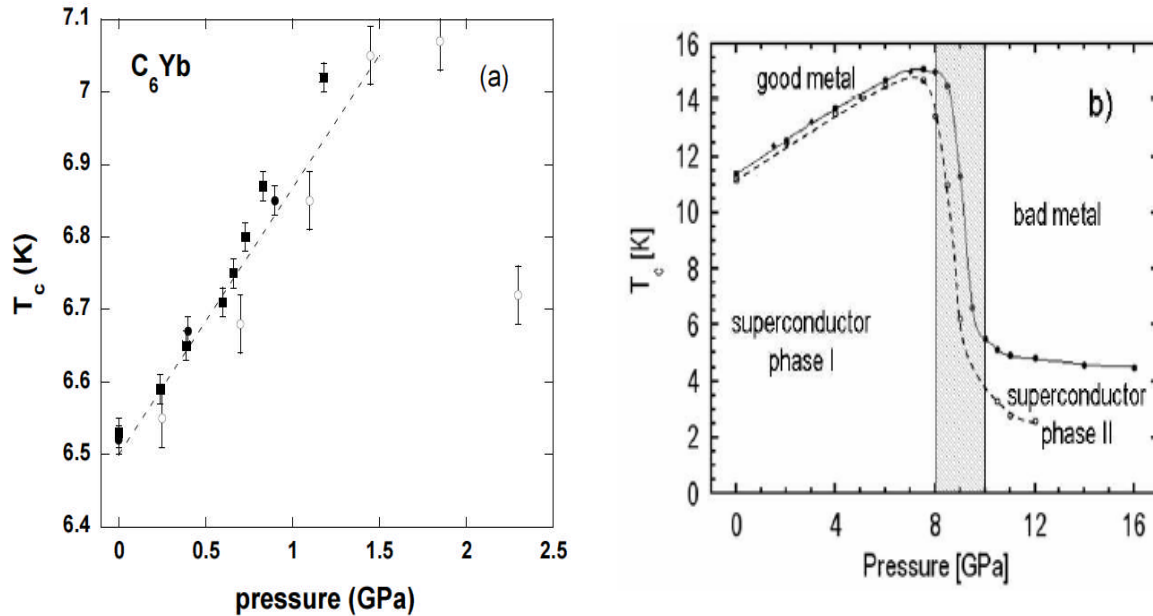 C6Yb
(a)
7.1
7
6.9
6.8
6.7
6.6
6.5
6.4
T c (K)
0
0.5
1
1.5
2
2.5
pressure (GPa)
b)
16
14
12
10
8
6
4
2
0
Tc [K]
good metal
bad metal
superconductor
phase I
superconductor
phase II
0
4
8
12
16
Pressure [GPa]